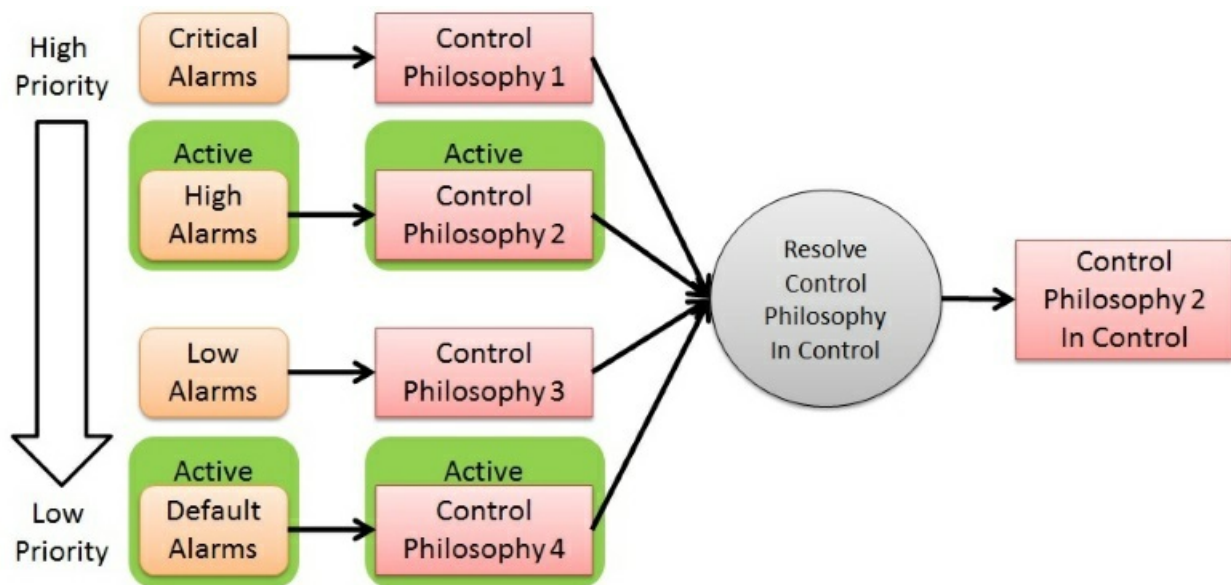 High
Priority
Critical
Alarms
Control
Philosophy 1
Active
High
Alarms
Active
Control
Philosophy 2
Low
Alarms
Control
Philosophy 3
Active
Default
Alarms
Active
Control
Philosophy 4
Low
Priority
Resolve
Control
Philosophy
In Control
Control
Philosophy 2
In Control